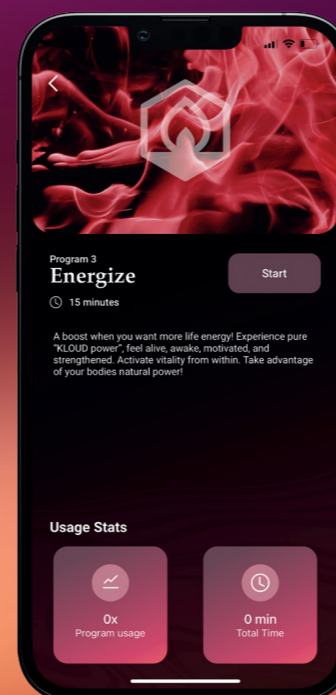 Program 3
Energize
Start
15 minutes
A boost when you want more life energy! Experience pure
"KLOUD power", feel alive, awake, motivated, and
strengthened. Activate vitality from within. Take advantage
of your bodies natural power!
Usage Stats
0x
Program usage
0 min
Total Time